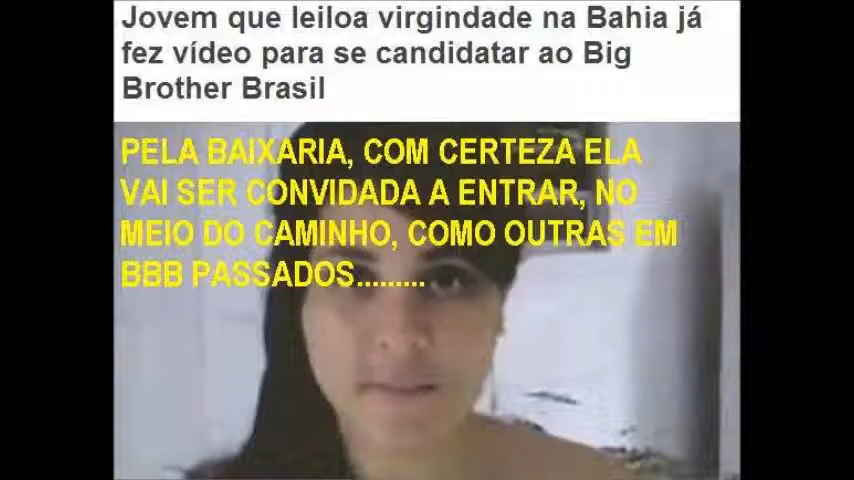 Jovem que leiloa virgindade na Bahia já
fez vídeo para se candidatar ao Big
Brother Brasil
PELA BAIXARIA, COM CERTEZA ELA
VAI SER CONVIDADA A ENTRAR, NO
MEIO DO CAMINHO, COMO OUTRAS EM
BBB PASSADOS.........